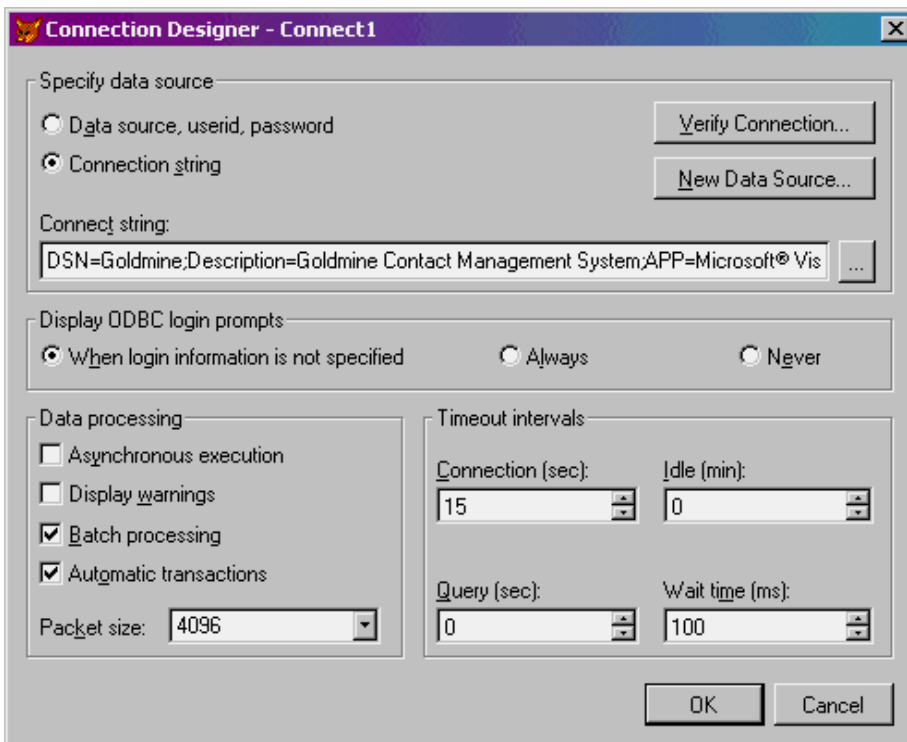 Connection Designer - Connect1
Specify data source
Data source, userid, password
Verify Connection...
Connection string
New Data Source...
Connect string:
DSN=Goldmine;Description=Goldmine Contact Management System;APP=Microsoft® Vis
...
Display ODBC login prompts
When login information is not specified
Always
Never
Data processing
Asynchronous execution
Display warnings
Batch processing
Automatic transactions
Packet size: 4096
Timeout intervals
Connection (sec): Idle (min):
15 0
Query (sec): Wait time (ms):
0 100
OK Cancel